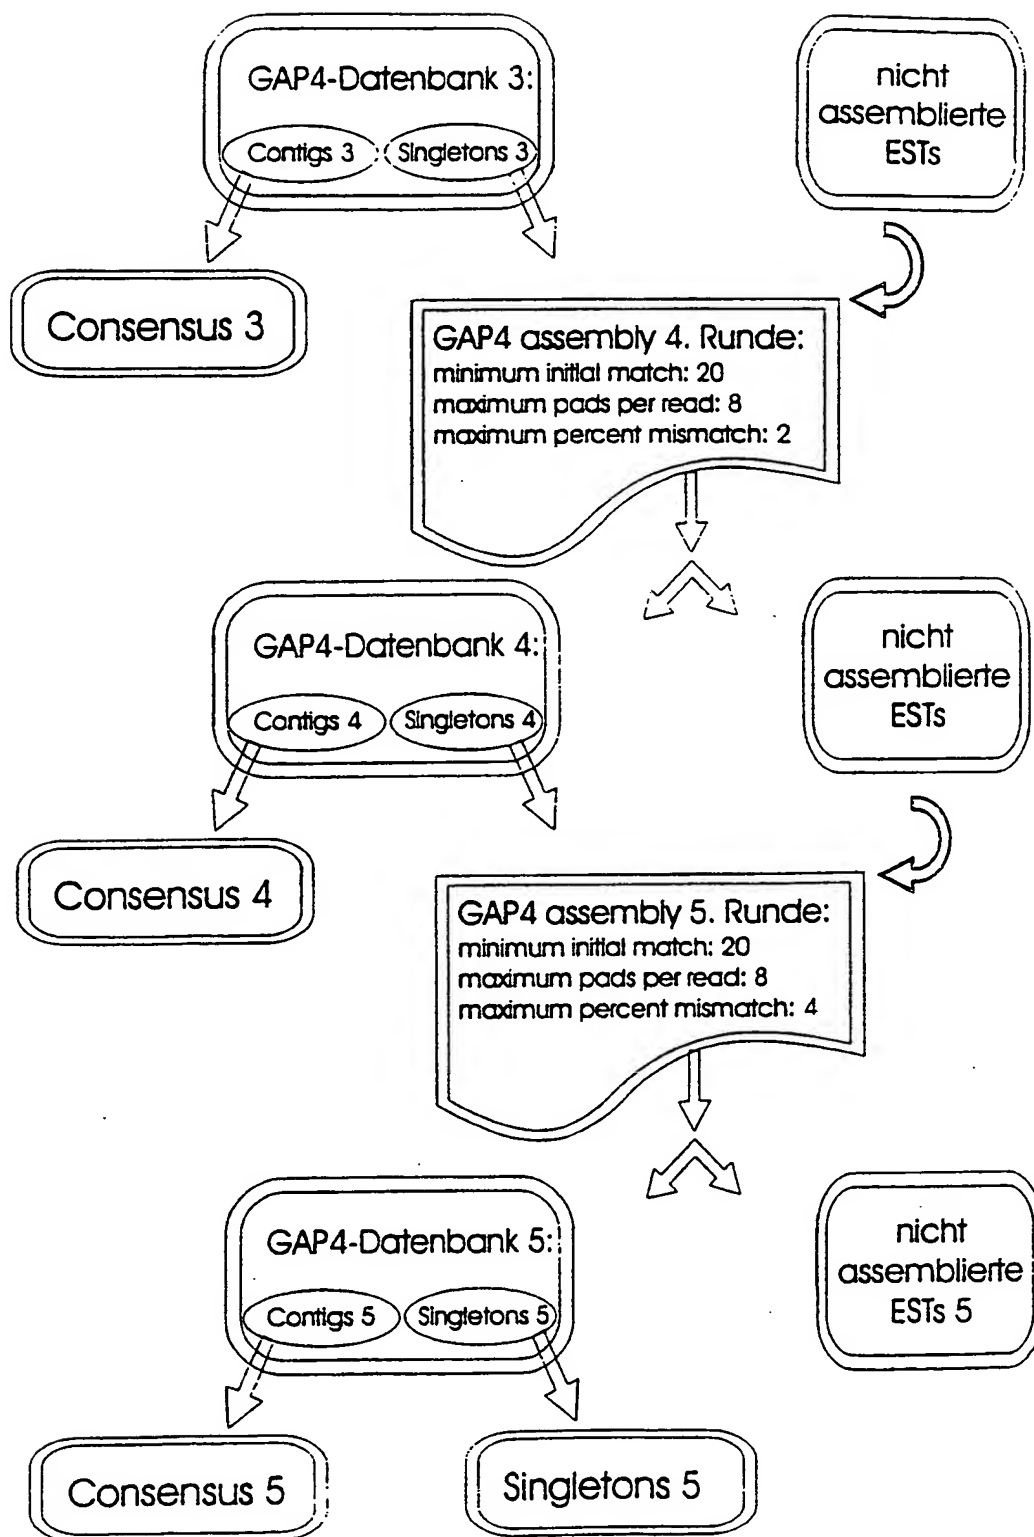 GAP4-Datenbank 3:
Contigs 3
Singletons 3
nicht
assemblierte
ESTs
Consensus 3
GAP4 assembly 4. Runde:
minimum initial match: 20
maximum pads per read: 8
maximum percent mismatch: 2
GAP4-Datenbank 4:
Contigs 4
Singletons 4
nicht
assemblierte
ESTs
Consensus 4
GAP4 assembly 5. Runde:
minimum initial match: 20
maximum pads per read: 8
maximum percent mismatch: 4
GAP4-Datenbank 5:
Contigs 5
Singletons 5
nicht
assemblierte
ESTs 5
Consensus 5
Singletons 5